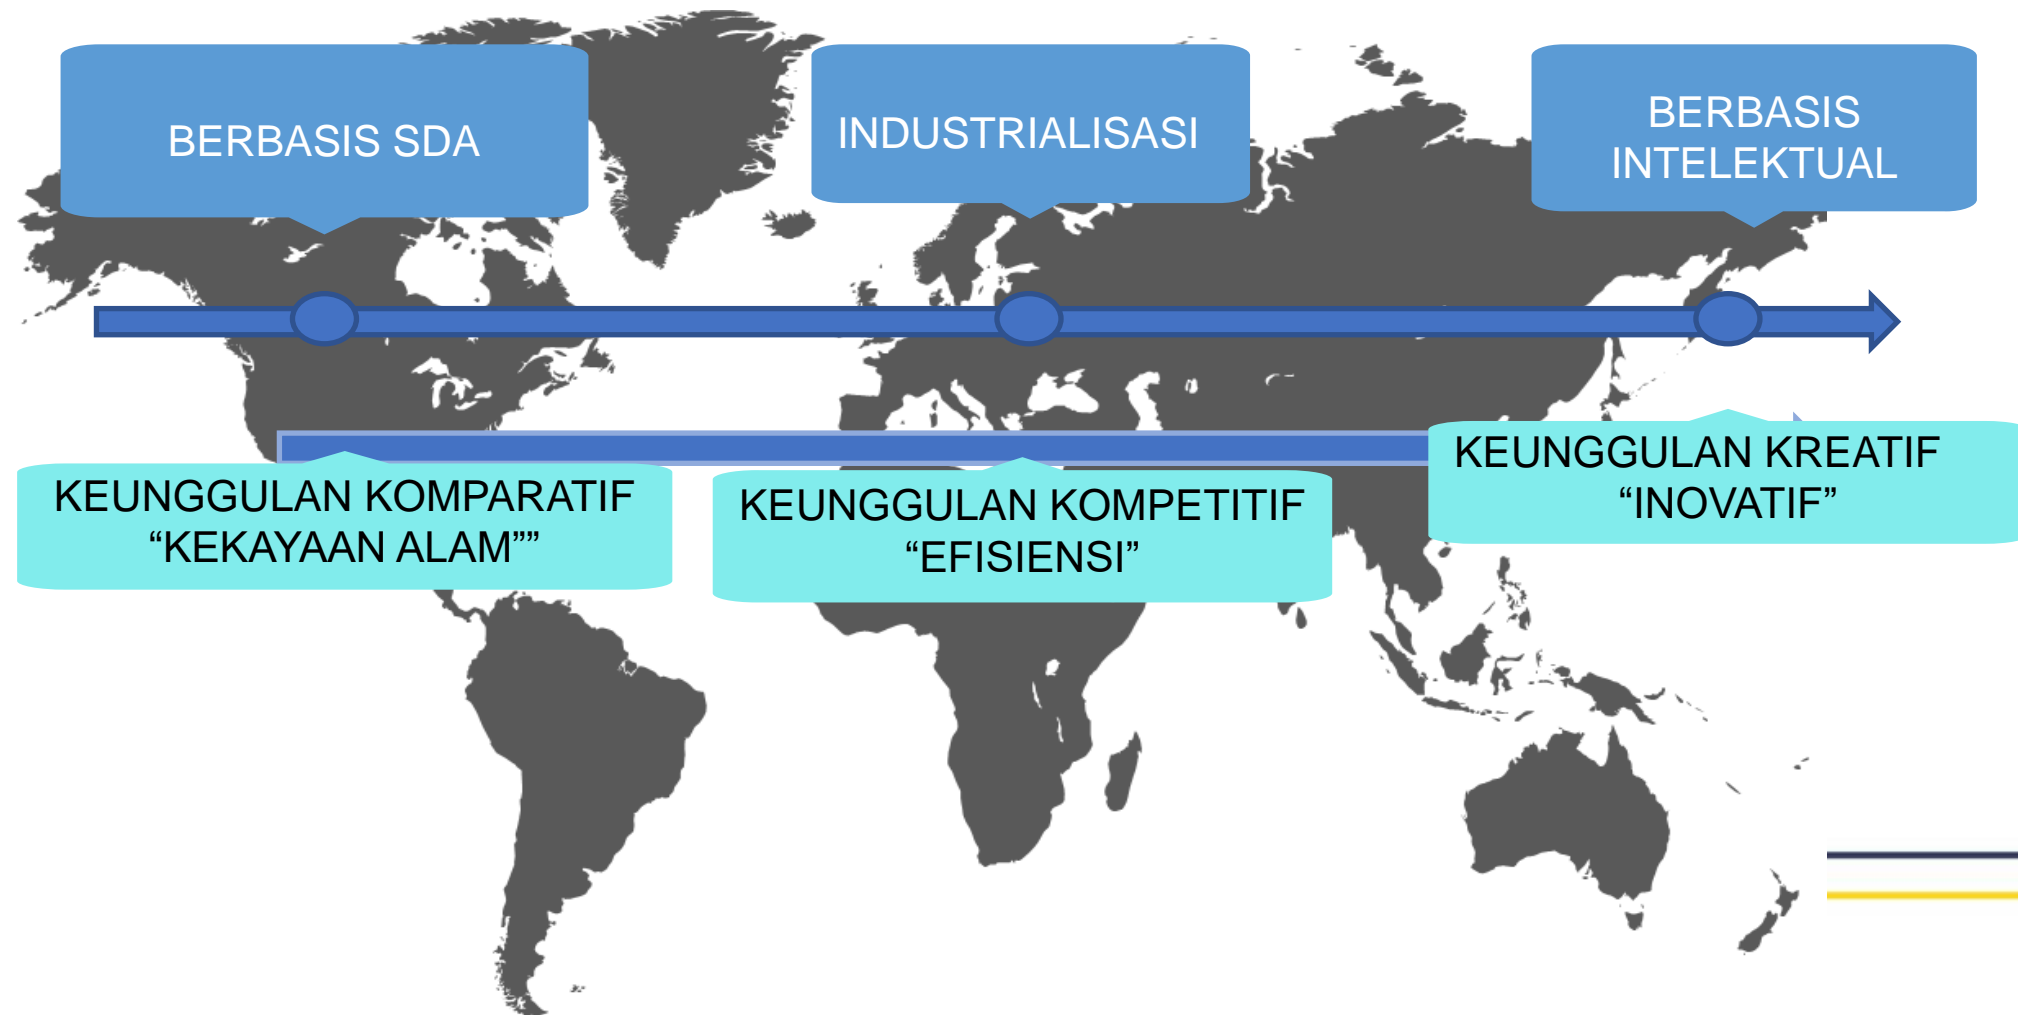 BERBASIS SDA
INDUSTRIALISASI
BERBASIS
INTELEKTUAL
KEUNGGULAN KOMPARATIF
“KEKAYAAN ALAM””
KEUNGGULAN KOMPETITIF
“EFISIENSI”
KEUNGGULAN KREATIF
“INOVATIF”